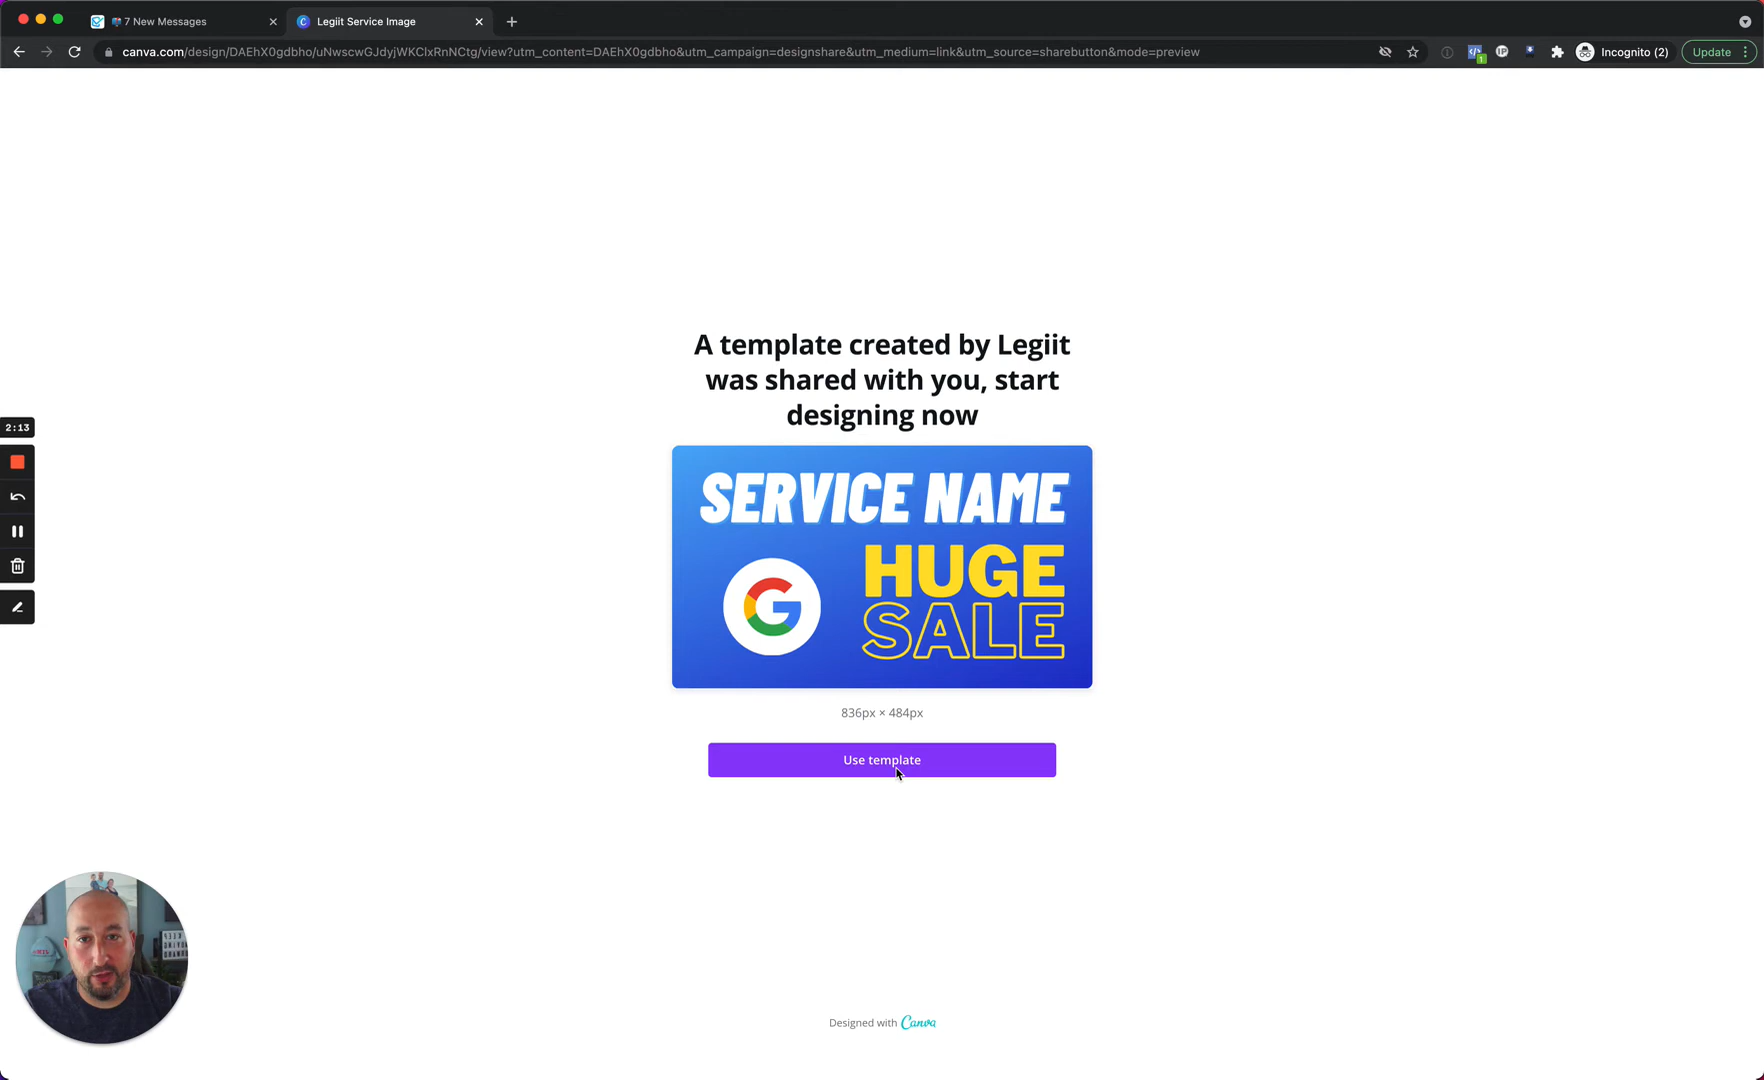 7 New Messages
Legiit Service Image
canva.com/design/DAEhX0gdbho/uNwscwGJdyjWKClxRnNCtg/view?utm_content=DAEhX0gdbho&utm_campaign=designshare&utm_medium=link&utm_source=sharebutton&mode=preview
1
Incognito (2)
Update
A template created by Legiit
was shared with you, start
designing now
2:13
SERVICE NAME
HUGE
SALE
836px × 484px
Use template
Designed with Canva